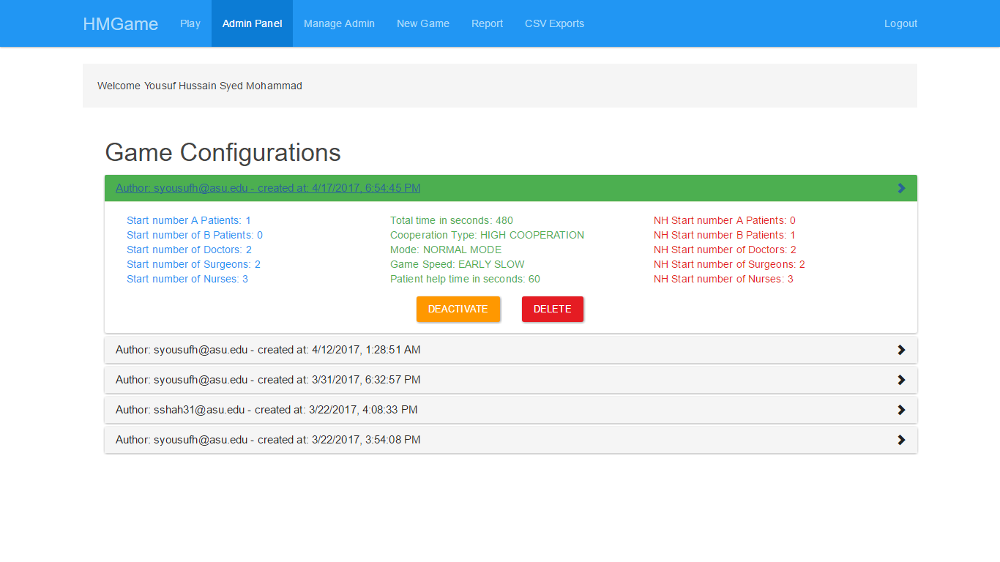 HMGame Play Admin Panel Manage Admin New Game Report CSV Exports Logout
Welcome Yousuf Hussain Syed Mohammad
Game Configurations
Author: syousufh@asu.edu - created at: 4/17/2017, 6:54:45 PM
Start number A Patients: 1
Start number of B Patients: 0
Start number of Doctors: 2
Start number of Surgeons: 2
Start number of Nurses: 3
Total time in seconds: 480
Cooperation Type: HIGH COOPERATION
Mode: NORMAL MODE
Game Speed: EARLY SLOW
Patient help time in seconds: 60
NH Start number A Patients: 0
NH Start number B Patients: 1
NH Start number of Doctors: 2
NH Start number of Surgeons: 2
NH Start number of Nurses: 3
DEACTIVATE DELETE
Author: syousufh@asu.edu - created at: 4/12/2017, 1:28:51 AM
Author: syousufh@asu.edu - created at: 3/31/2017, 6:32:57 PM
Author: sshah31@asu.edu - created at: 3/22/2017, 4:08:33 PM
Author: syousufh@asu.edu - created at: 3/22/2017, 3:54:08 PM